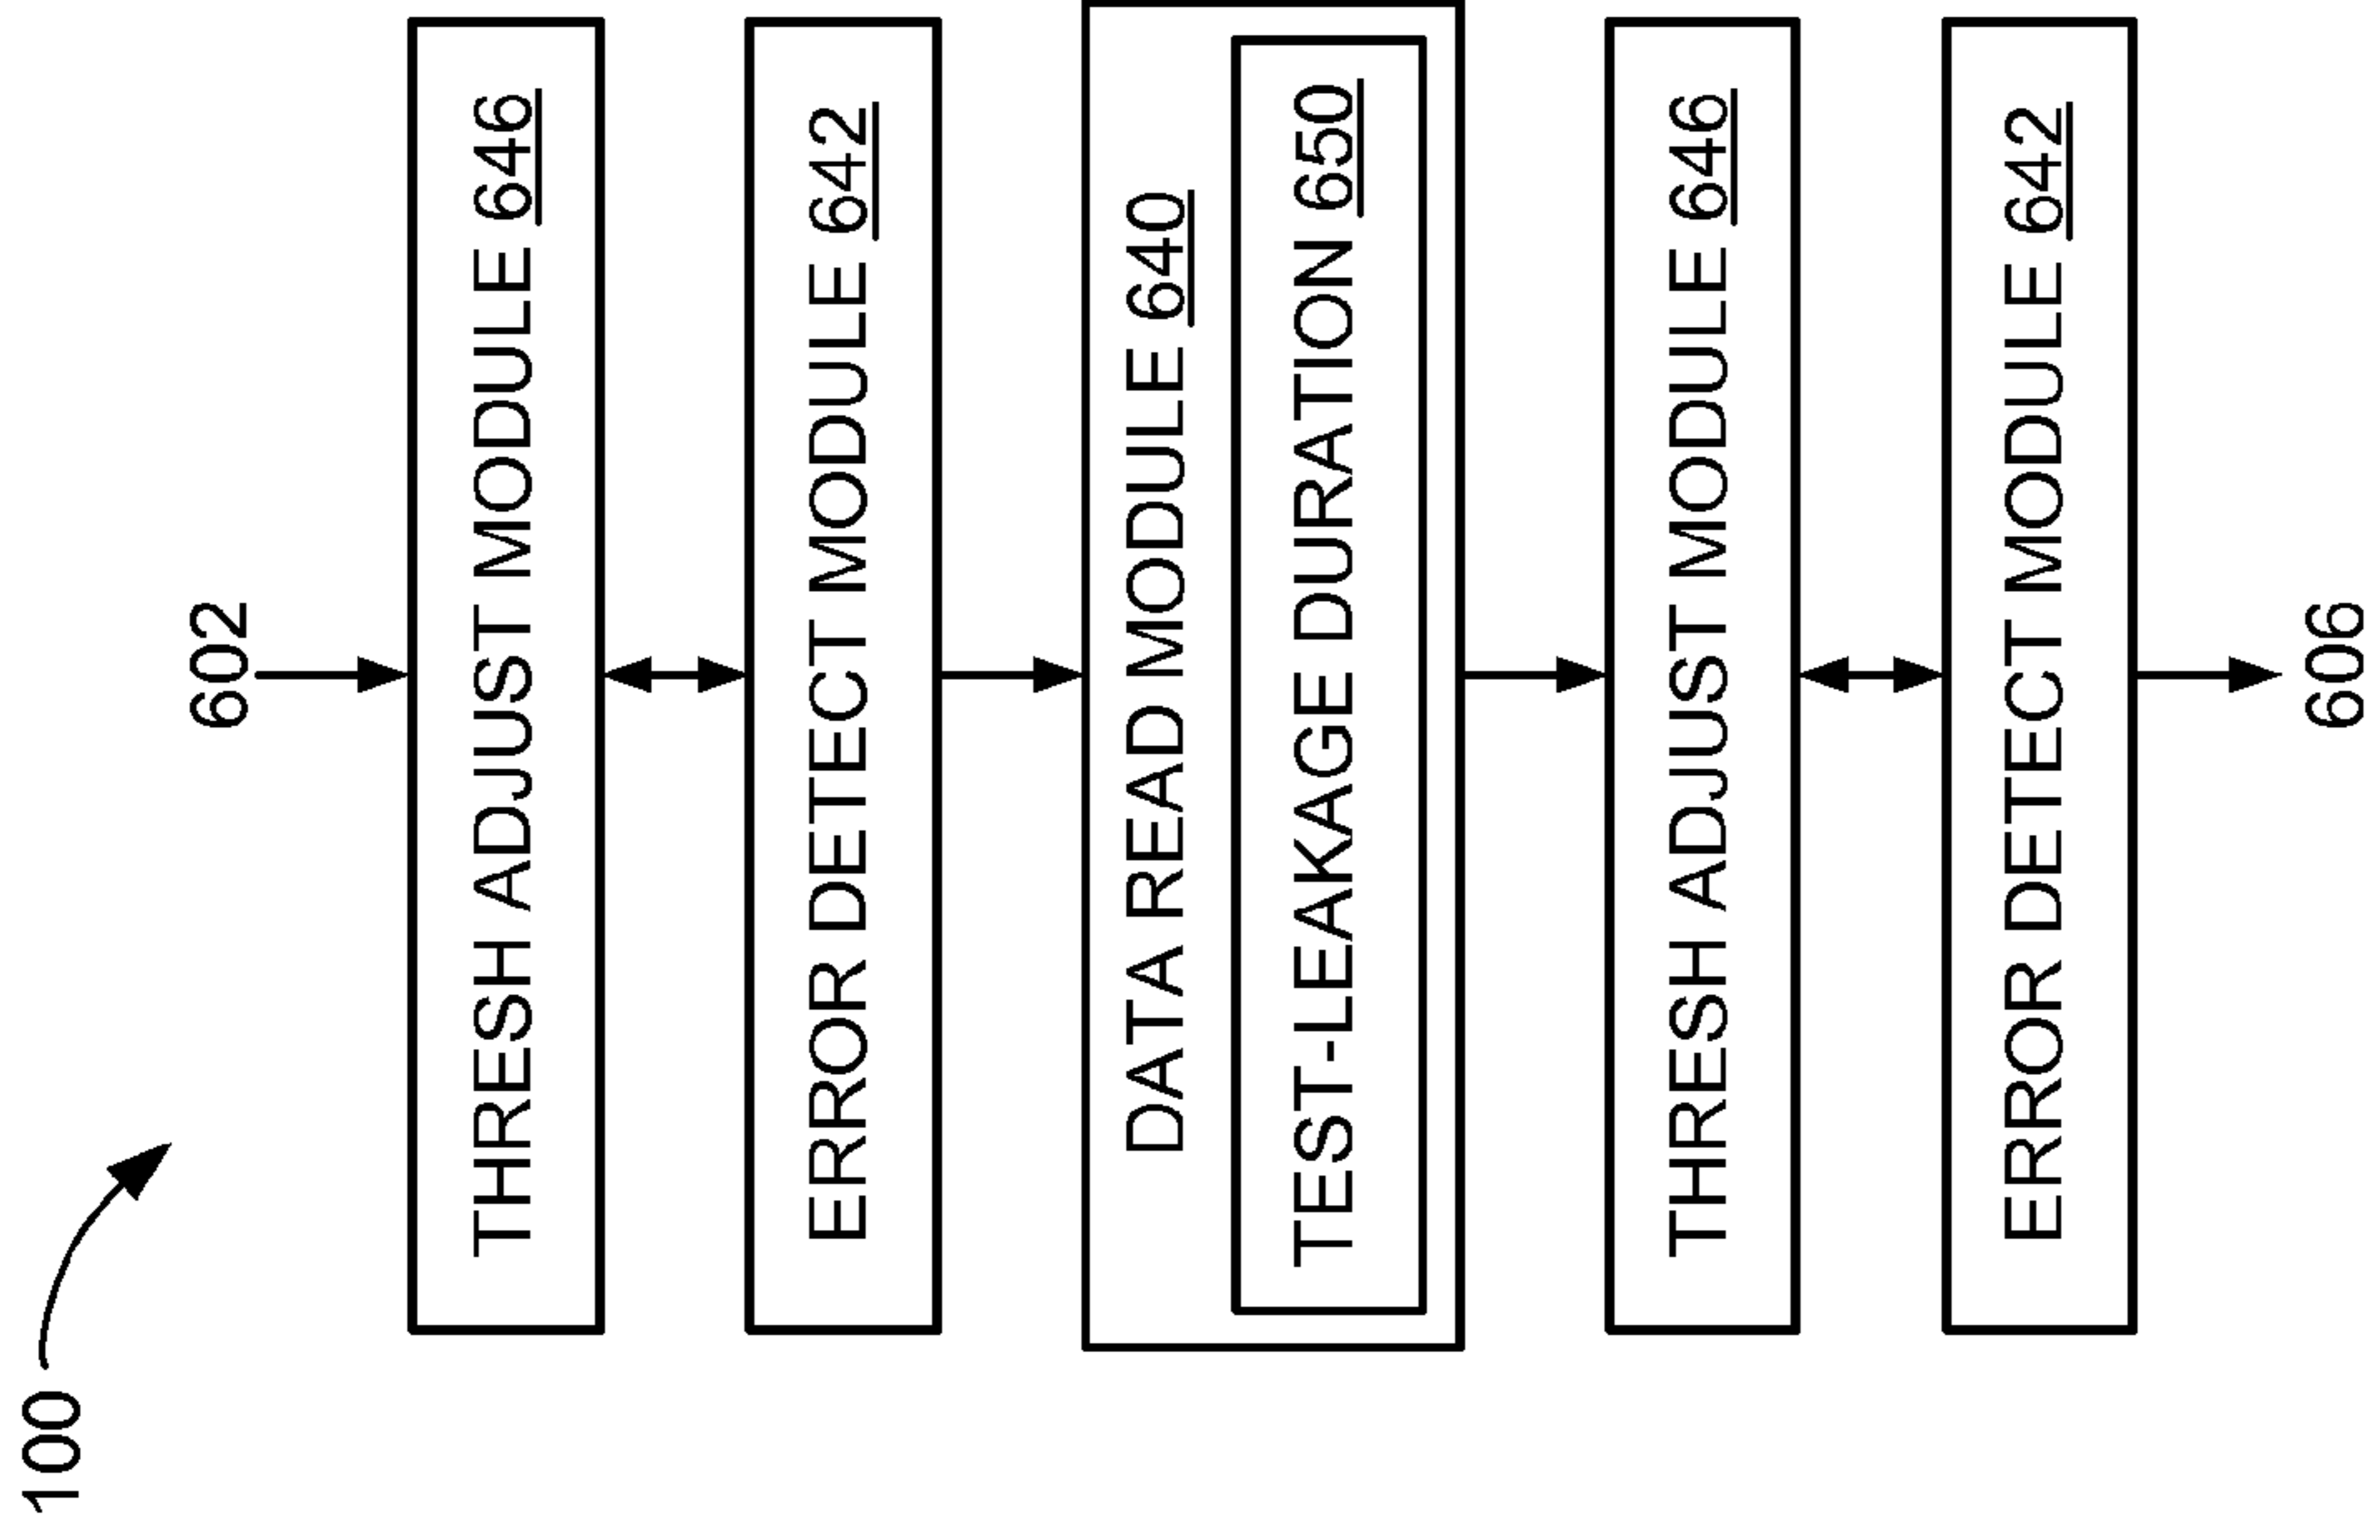 100
602
THRESH ADJUST MODULE 646
ERROR DETECT MODULE 642
DATA READ MODULE 640
TEST-LEAKAGE DURATION 650
THRESH ADJUST MODULE 646
ERROR DETECT MODULE 642
606